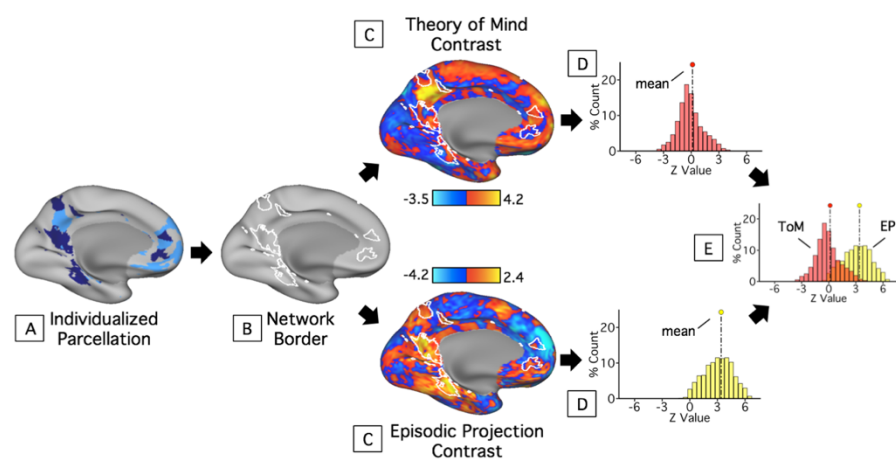 C Theory of Mind
Contrast
-3.5 4.2
A Individualized
Parcellation
B Network
Border
-4.2 2.4
C Episodic Projection
Contrast
D
mean
% Count
20
10
0
-6 -3 0 3 6
Z Value
D
mean
% Count
20
10
0
-6 -3 0 3 6
Z Value
E
ToM
EP
% Count
20
10
0
-6 -3 0 3 6
Z Value